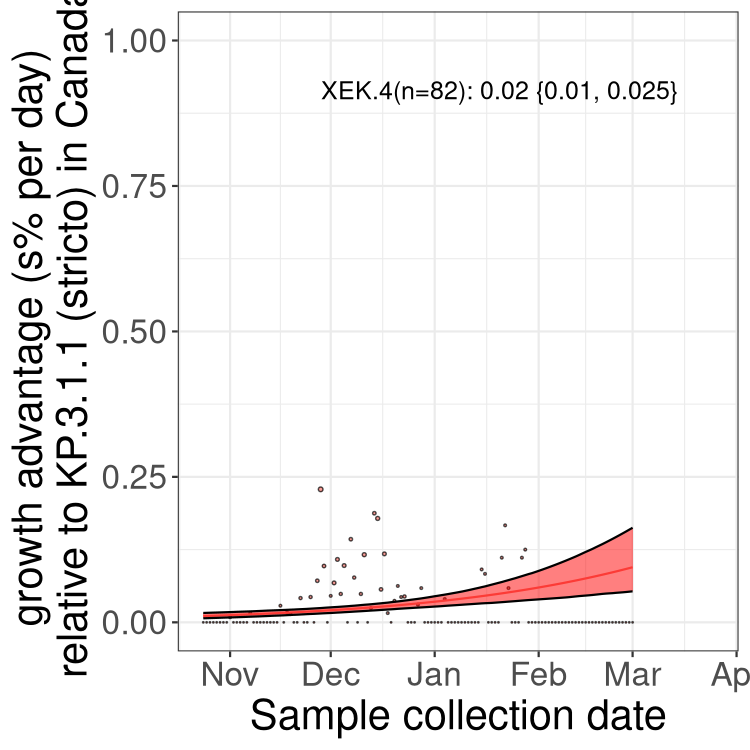 growth advantage (s% per day)
relative to KP.3.1.1 (stricto) in Canada
1.00
0.75
0.50
0.25
0.00
XEK.4(n=82): 0.02 {0.01, 0.025}
Nov Dec Jan Feb Mar Ap
Sample collection date